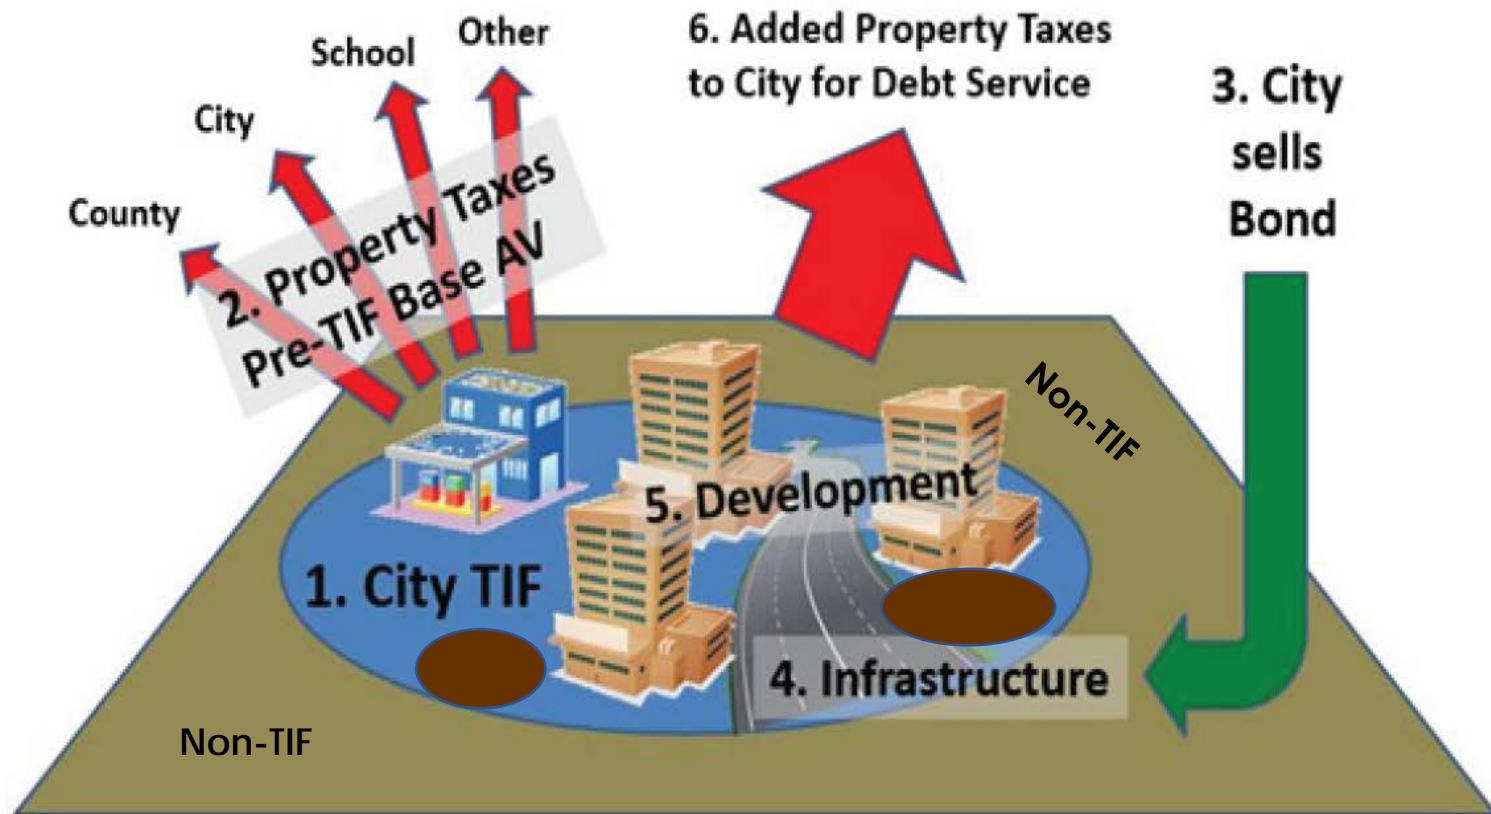 School
Other
City
County
2. Property Taxes
Pre-TIF Base AV
6. Added Property Taxes
to City for Debt Service
3. City
sells
Bond
Non-TIF
5. Development
1. City TIF
4. Infrastructure
Non-TIF